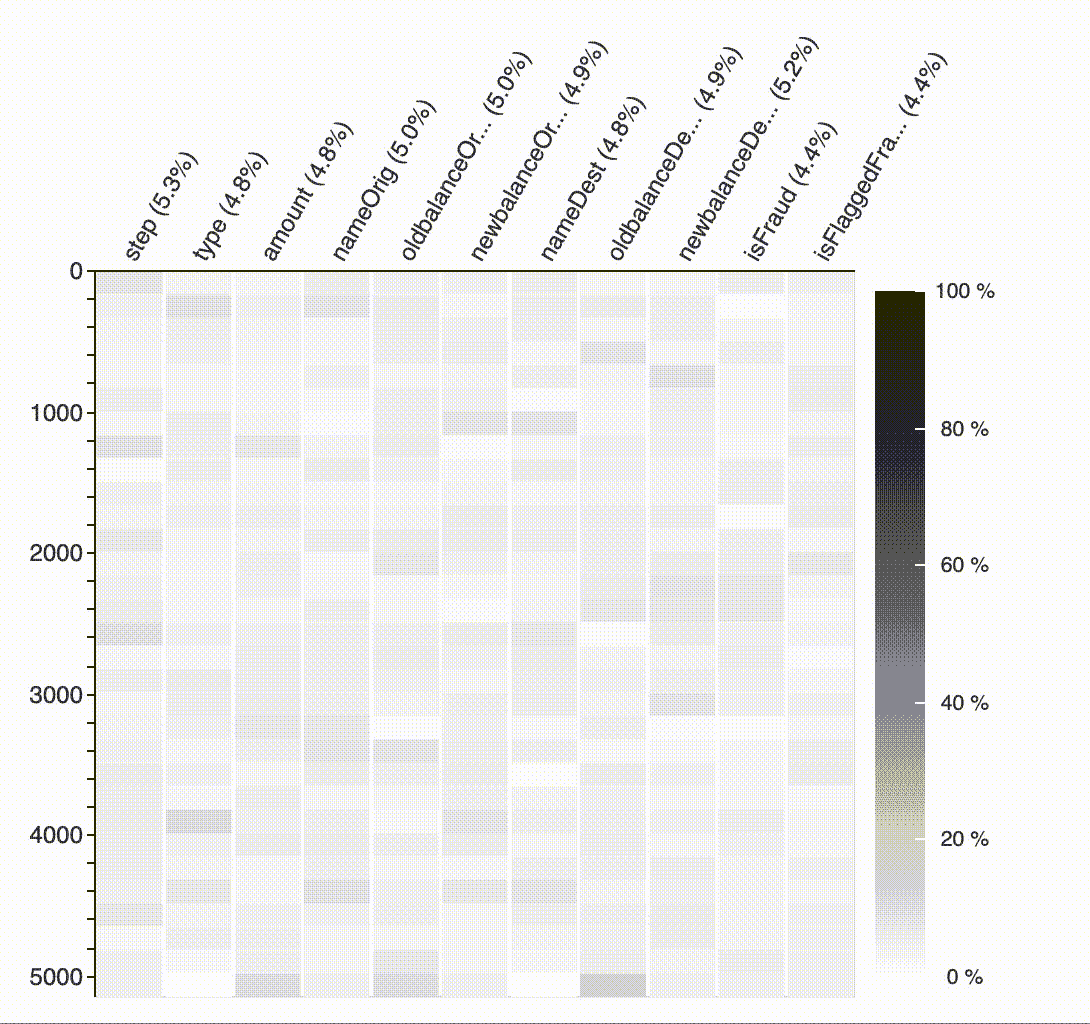 step (5.3%)
type (4.8%)
amount (4.8%)
nameOrig (5.0%)
oldbalanceOr... (5.0%)
newbalanceOr... (4.9%)
nameDest (4.8%)
oldbalanceDe... (4.9%)
newbalanceDe... (5.2%)
isFraud (4.4%)
isFlaggedFra... (4.4%)
0
1000
2000
3000
4000
5000
100 %
80 %
60 %
40 %
20 %
0 %